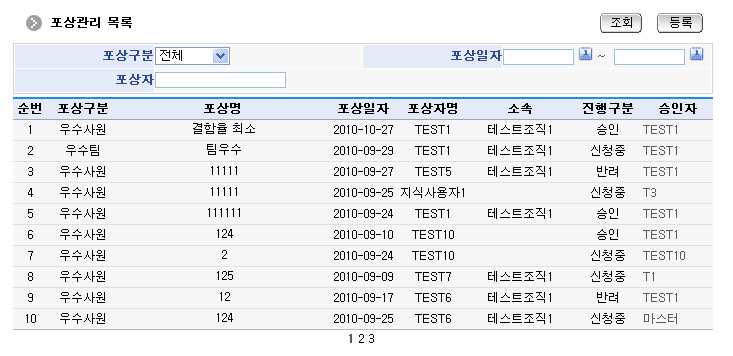 포상관리 목록 조회 등록
포상구분 전체 포상일자 ~
포상자
순번 포상구분 포상명 포상일자 포상자명 소속 진행구분 승인자
1 우수사원 결함율 최소 2010-10-27 TEST1 테스트조직1 승인 TEST1
2 우수팀 팀우수 2010-09-29 TEST1 테스트조직1 신청중 TEST1
3 우수사원 11111 2010-09-27 TEST5 테스트조직1 반려 TEST1
4 우수사원 11111 2010-09-25 지식사용자1 신청중 T3
5 우수사원 111111 2010-09-24 TEST1 테스트조직1 승인 TEST1
6 우수사원 124 2010-09-10 TEST10 승인 TEST1
7 우수사원 2 2010-09-24 TEST10 신청중 TEST10
8 우수사원 125 2010-09-09 TEST7 테스트조직1 신청중 T1
9 우수사원 12 2010-09-17 TEST6 테스트조직1 반려 TEST1
10 우수사원 124 2010-09-25 TEST6 테스트조직1 신청중 마스터
1 2 3